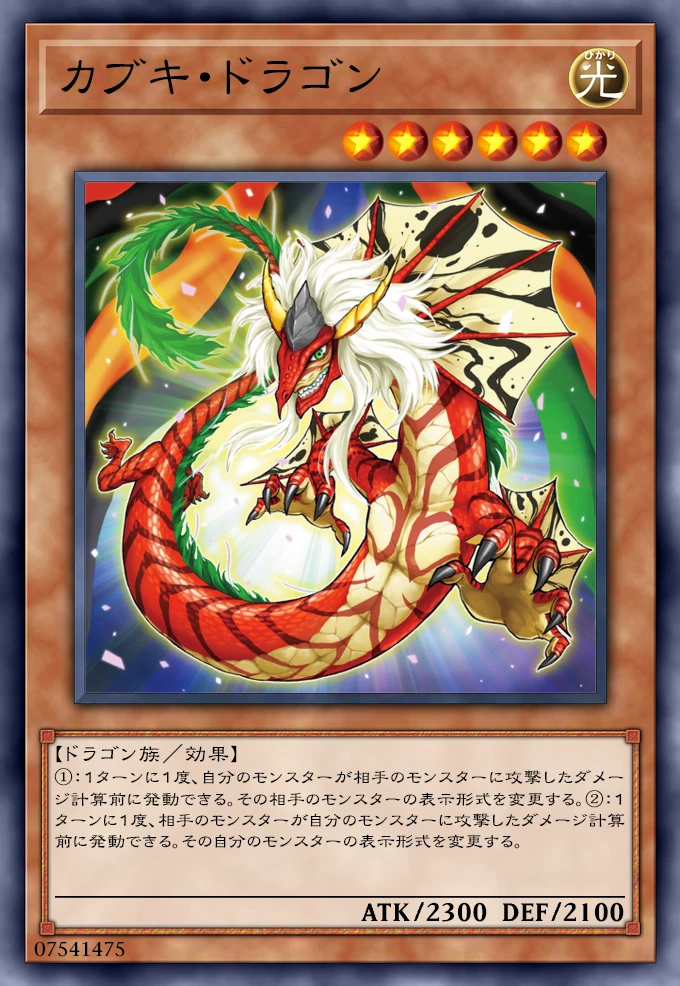 カブキ・ドラゴン
ひかり
光
【ドラゴン族／効果】
①：１ターンに１度、自分のモンスターが相手のモンスターに攻撃したダメー
ジ計算前に発動できる。その相手のモンスターの表示形式を変更する。②：１
ターンに１度、相手のモンスターが自分のモンスターに攻撃したダメージ計算
前に発動できる。その自分のモンスターの表示形式を変更する。
ATK/2300 DEF/2100
07541475